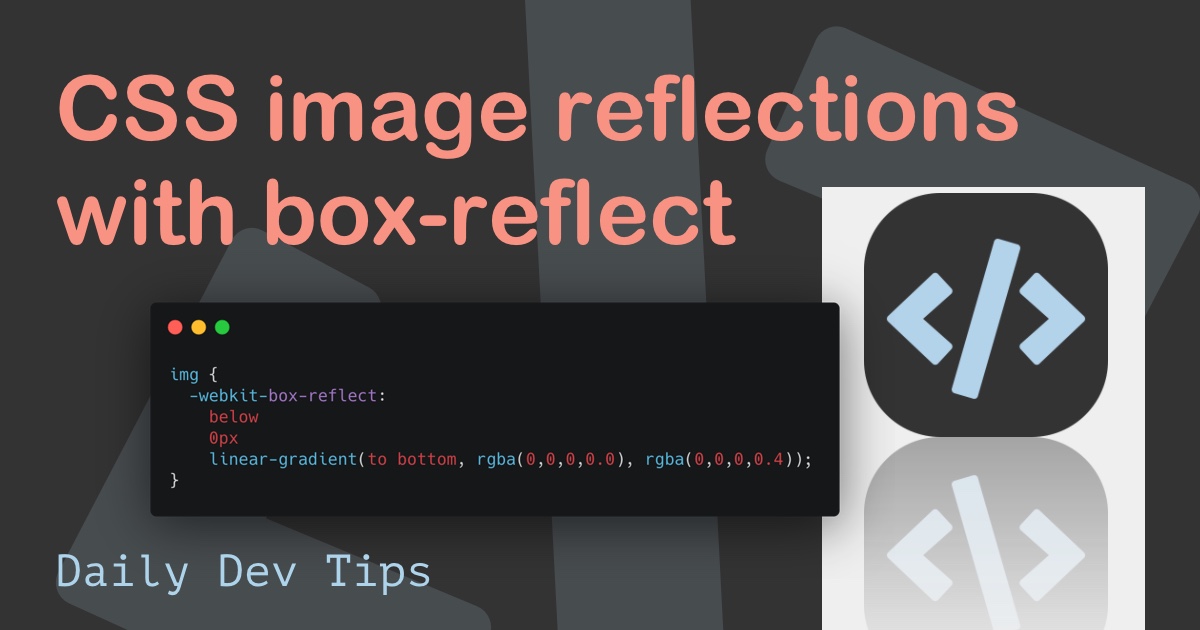 CSS image reflections
with box-reflect
img {
-webkit-box-reflect:
below
0px
linear-gradient(to bottom, rgba(0,0,0,0.0), rgba(0,0,0,0.4));
}
Daily Dev Tips